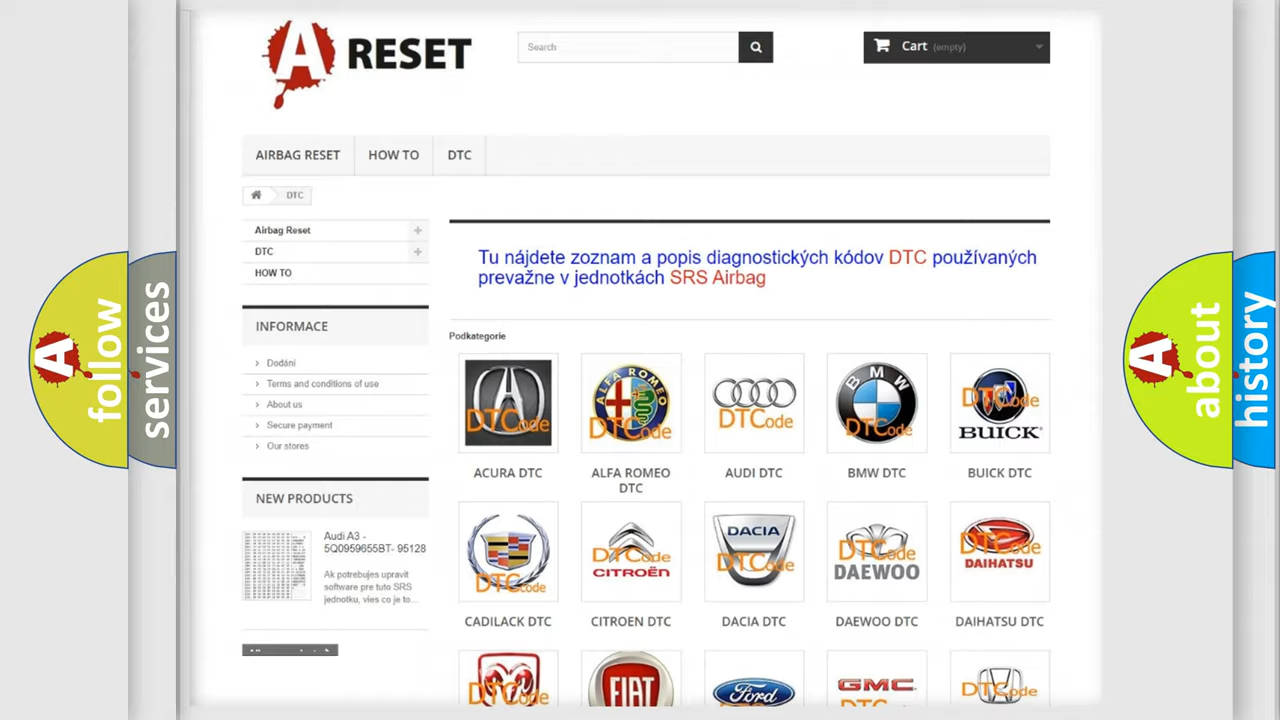 A RESET
Search
Cart (empty)
AIRBAG RESET
HOW TO
DTC
DTC
Airbag Reset
DTC
HOW TO
Tu nájdete zoznam a popis diagnostických kódov DTC používaných
prevažne v jednotkách SRS Airbag
INFORMACE
Dodání
Terms and conditions of use
About us
Secure payment
Our stores
NEW PRODUCTS
Audi A3 -
5Q0959655BT- 95128
Ak potrebujes upravit
software pre tuto SRS
jednotku, vies co je to...
Podkategorie
DTCode
ALFA ROMEO
DTCode
DTCode
BMW
DTCode
DTCode
BUICK
ACURA DTC
ALFA ROMEO
DTC
AUDI DTC
BMW DTC
BUICK DTC
DTCode
DTCode
CITROËN
DACIA
DTCode
DTCode
DAEWOO
DTCode
DAIHATSU
CADILACK DTC
CITROEN DTC
DACIA DTC
DAEWOO DTC
DAIHATSU DTC
DTCode
FIAT
Ford
GMC
DTCode
A follow
services
A about
history